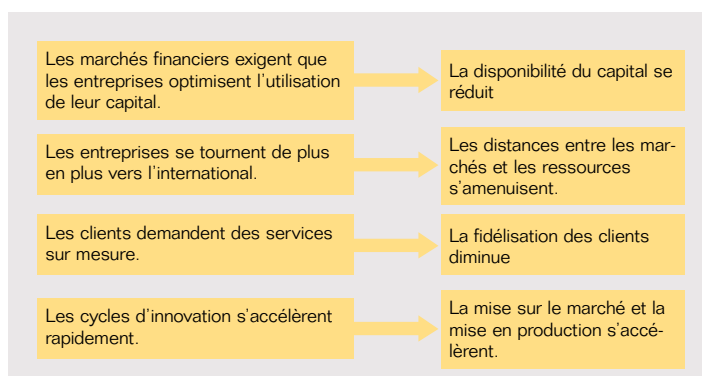 Les marchés financiers exigent que
les entreprises optimisent l'utilisation
de leur capital.
La disponibilité du capital se
réduit
Les entreprises se tournent de plus
en plus vers l'international.
Les distances entre les mar-
chés et les ressources
s'amenuisent.
Les clients demandent des services
sur mesure.
La fidélisation des clients
diminue
Les cycles d'innovation s'accélèrent
rapidement.
La mise sur le marché et la
mise en production s'accé-
lèrent.